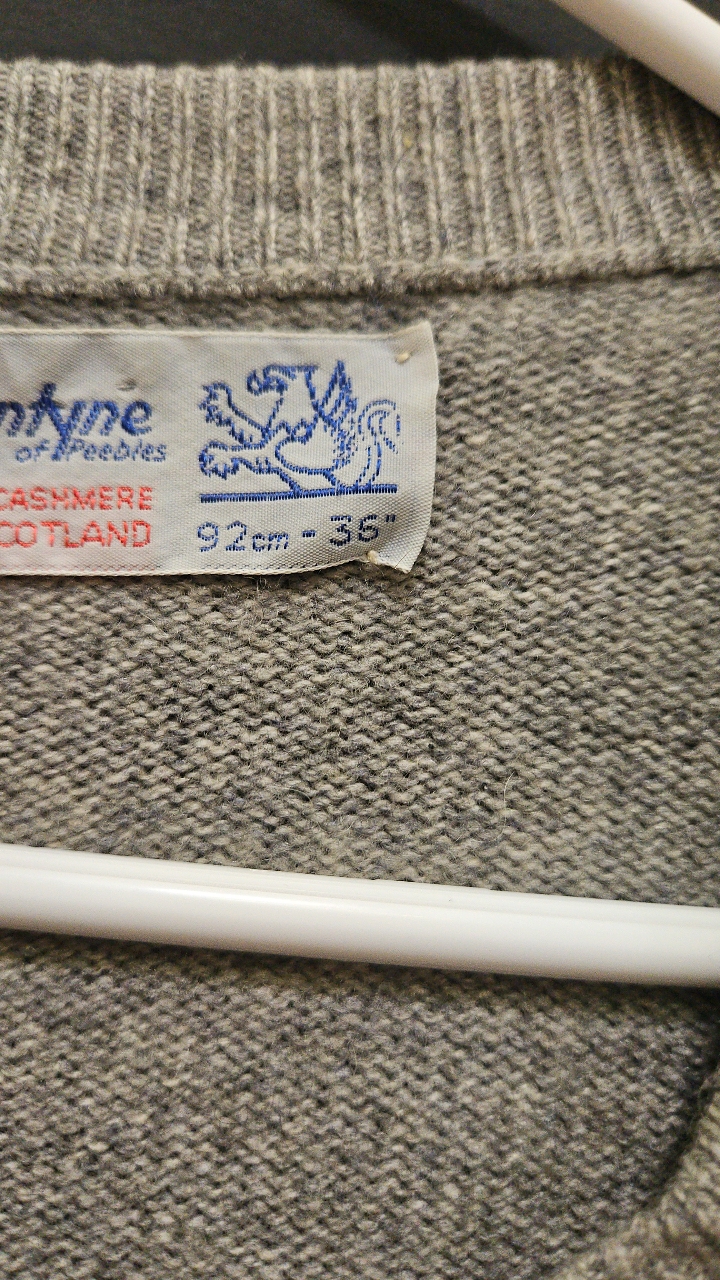 ntyne
of Peebles
CASHMERE
COTLAND
92cm - 36"